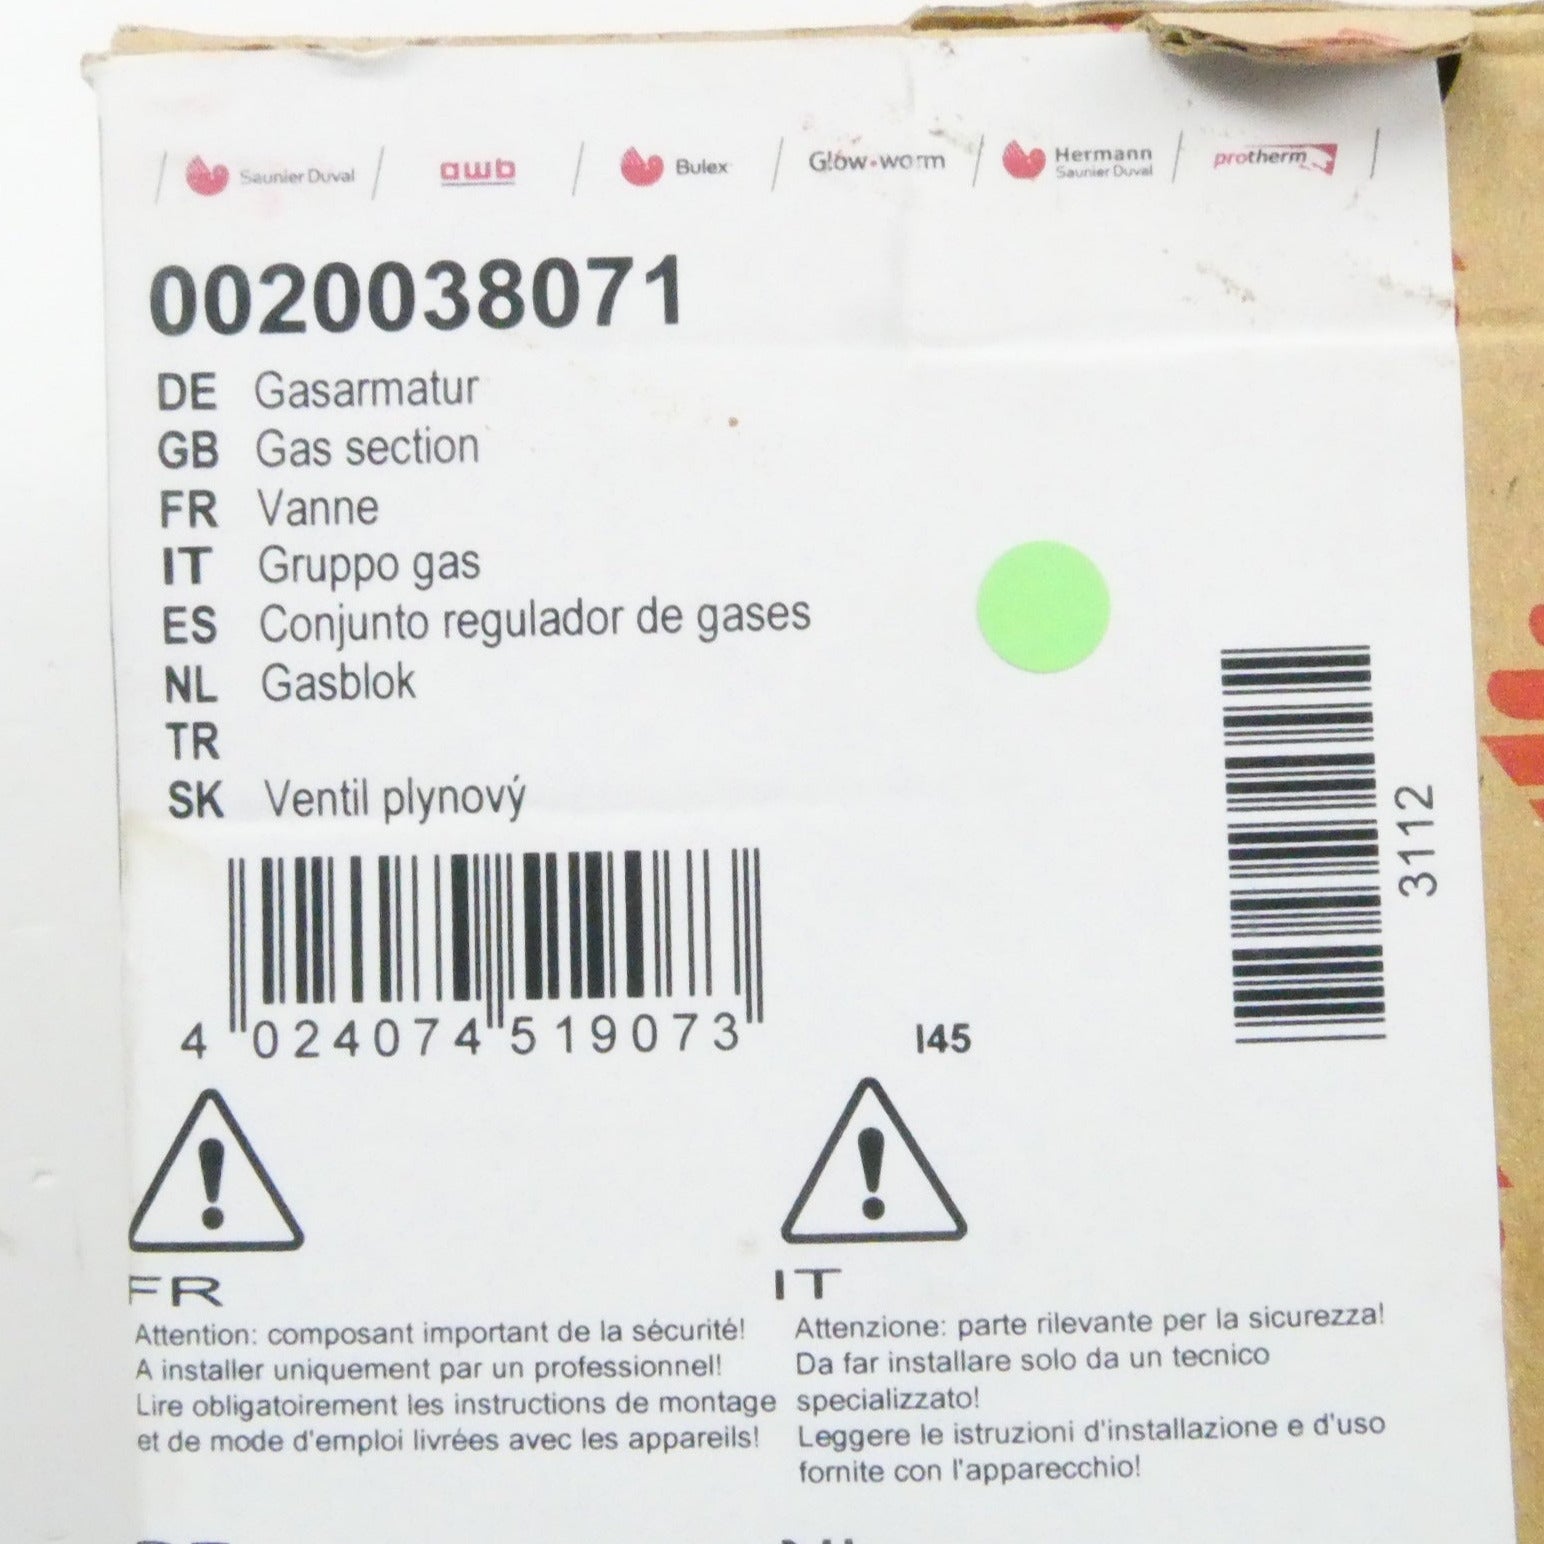 Saunier Duval awb Bulex Glow-worm Hermann Saunier Duval protherm
0020038071
DE Gasarmatur
GB Gas section
FR Vanne
IT Gruppo gas
ES Conjunto regulador de gases
NL Gasblok
TR
SK Ventil plynový
3112
4 024074 519073
I45
FR
Attention: composant important de la sécurité!
A installer uniquement par un professionnel!
Lire obligatoirement les instructions de montage
et de mode d'emploi livrées avec les appareils!
IT
Attenzione: parte rilevante per la sicurezza!
Da far installare solo da un tecnico
specializzato!
Leggere le istruzioni d'installazione e d'uso
fornite con l'apparecchio!